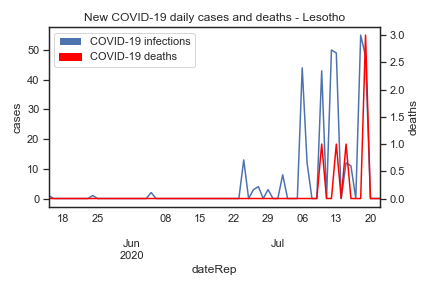 New COVID-19 daily cases and deaths - Lesotho
COVID-19 infections
COVID-19 deaths
cases
50
40
30
20
10
0
deaths
3.0
2.5
2.0
1.5
1.0
0.5
0.0
18 25 08 15 22 29 06 13 20
Jun Jul
2020
dateRep